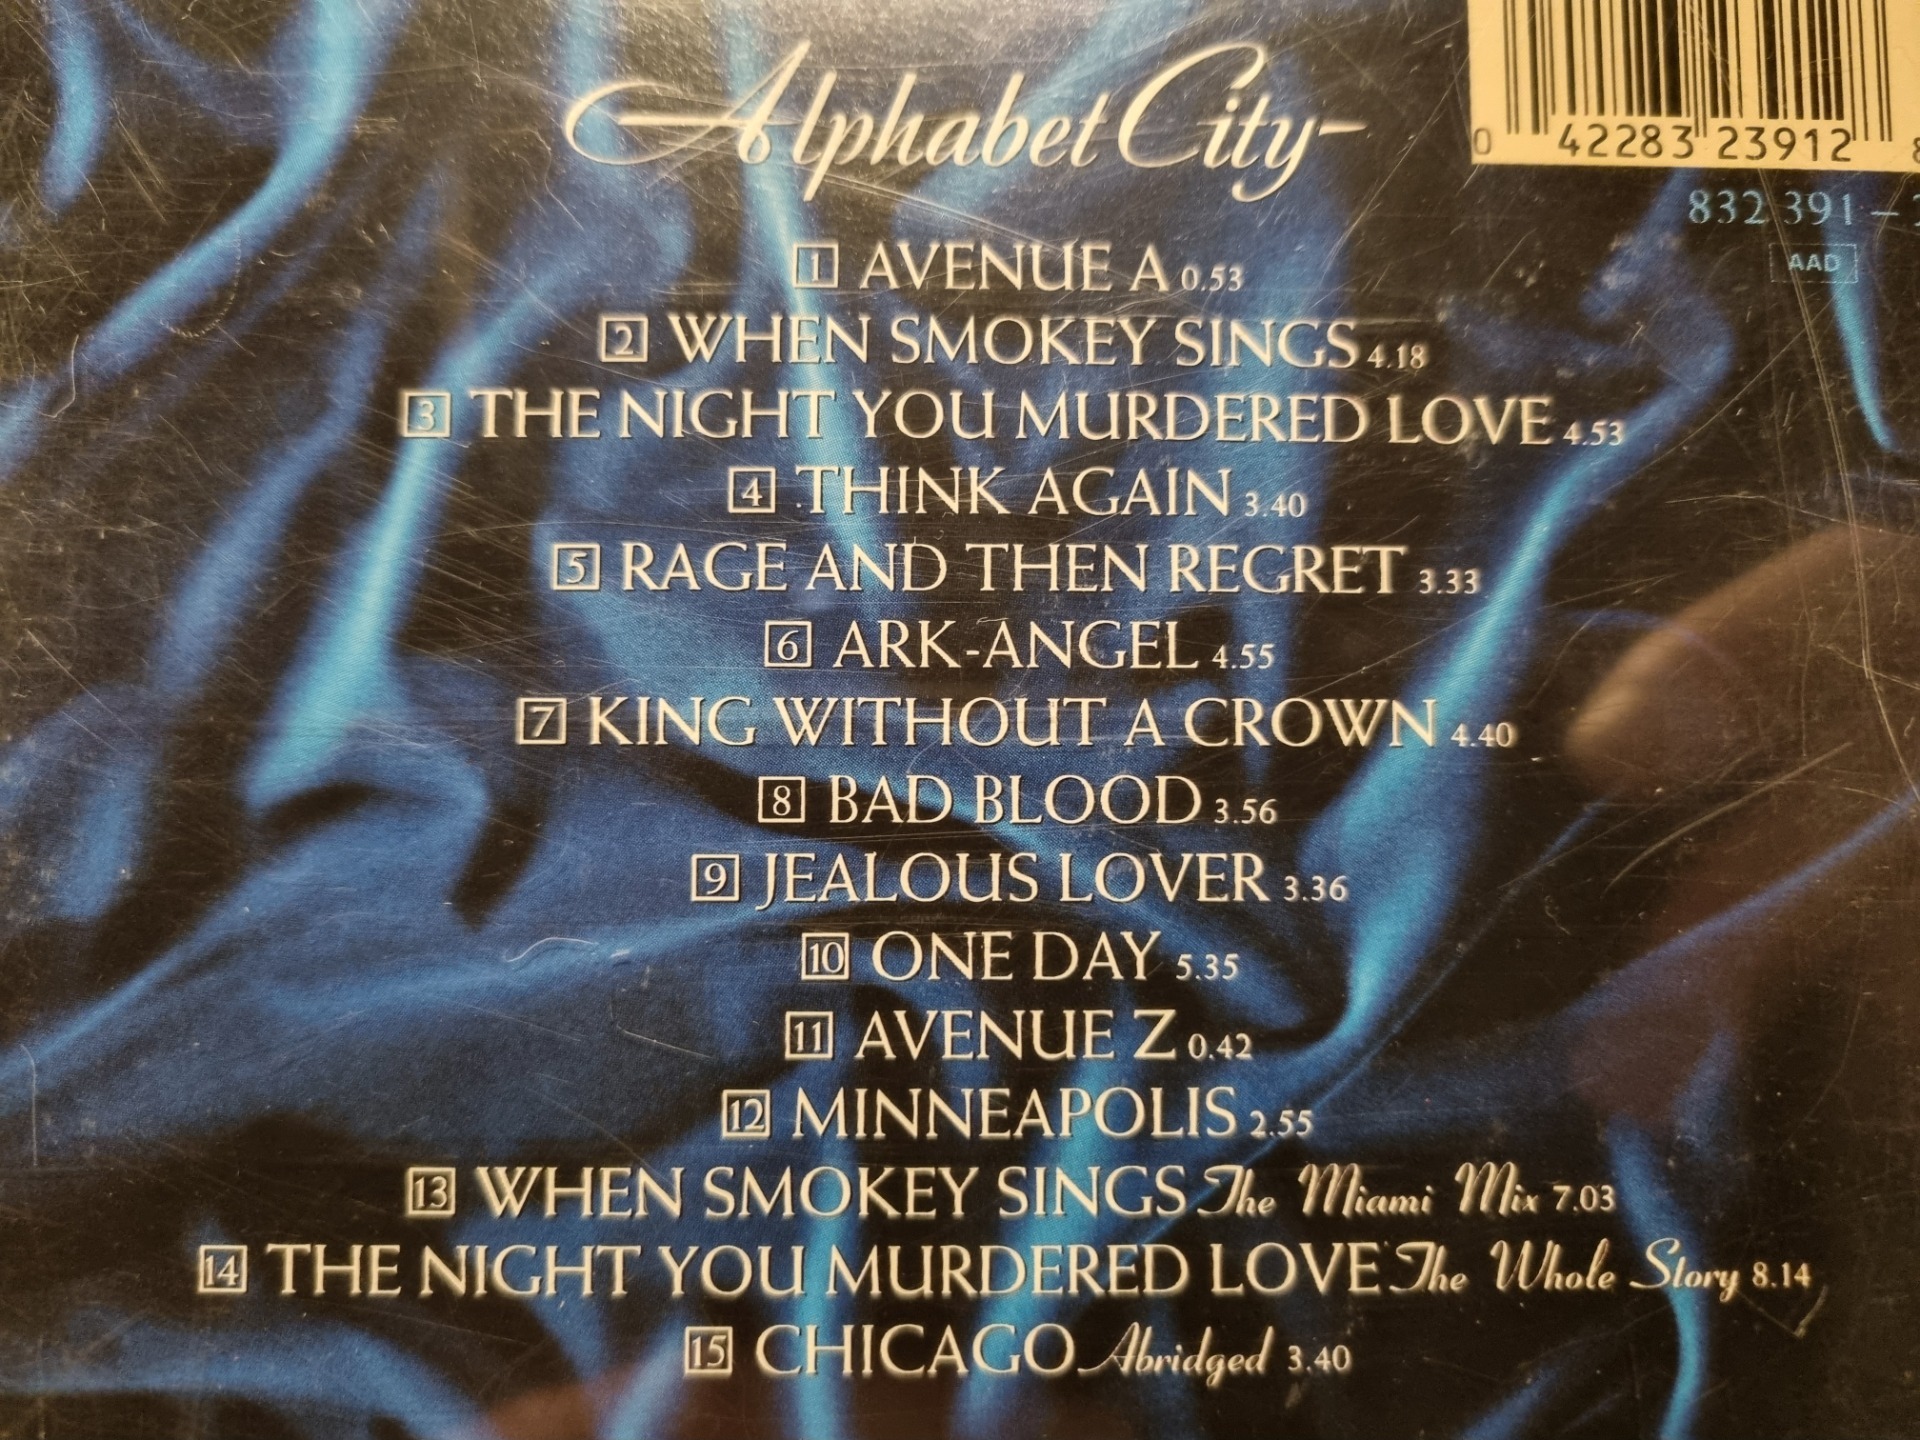 Alphabet City
0 42283 23912
832 391 –
AAD
1 AVENUE A 0.53
2 WHEN SMOKEY SINGS 4.18
3 THE NIGHT YOU MURDERED LOVE 4.53
4 THINK AGAIN 3.40
5 RAGE AND THEN REGRET 3.33
6 ARK-ANGEL 4.55
7 KING WITHOUT A CROWN 4.40
8 BAD BLOOD 3.56
9 JEALOUS LOVER 3.36
10 ONE DAY 5.35
11 AVENUE Z 0.42
12 MINNEAPOLIS 2.55
13 WHEN SMOKEY SINGS The Miami Mix 7.03
14 THE NIGHT YOU MURDERED LOVE The Whole Story 8.14
15 CHICAGO Abridged 3.40